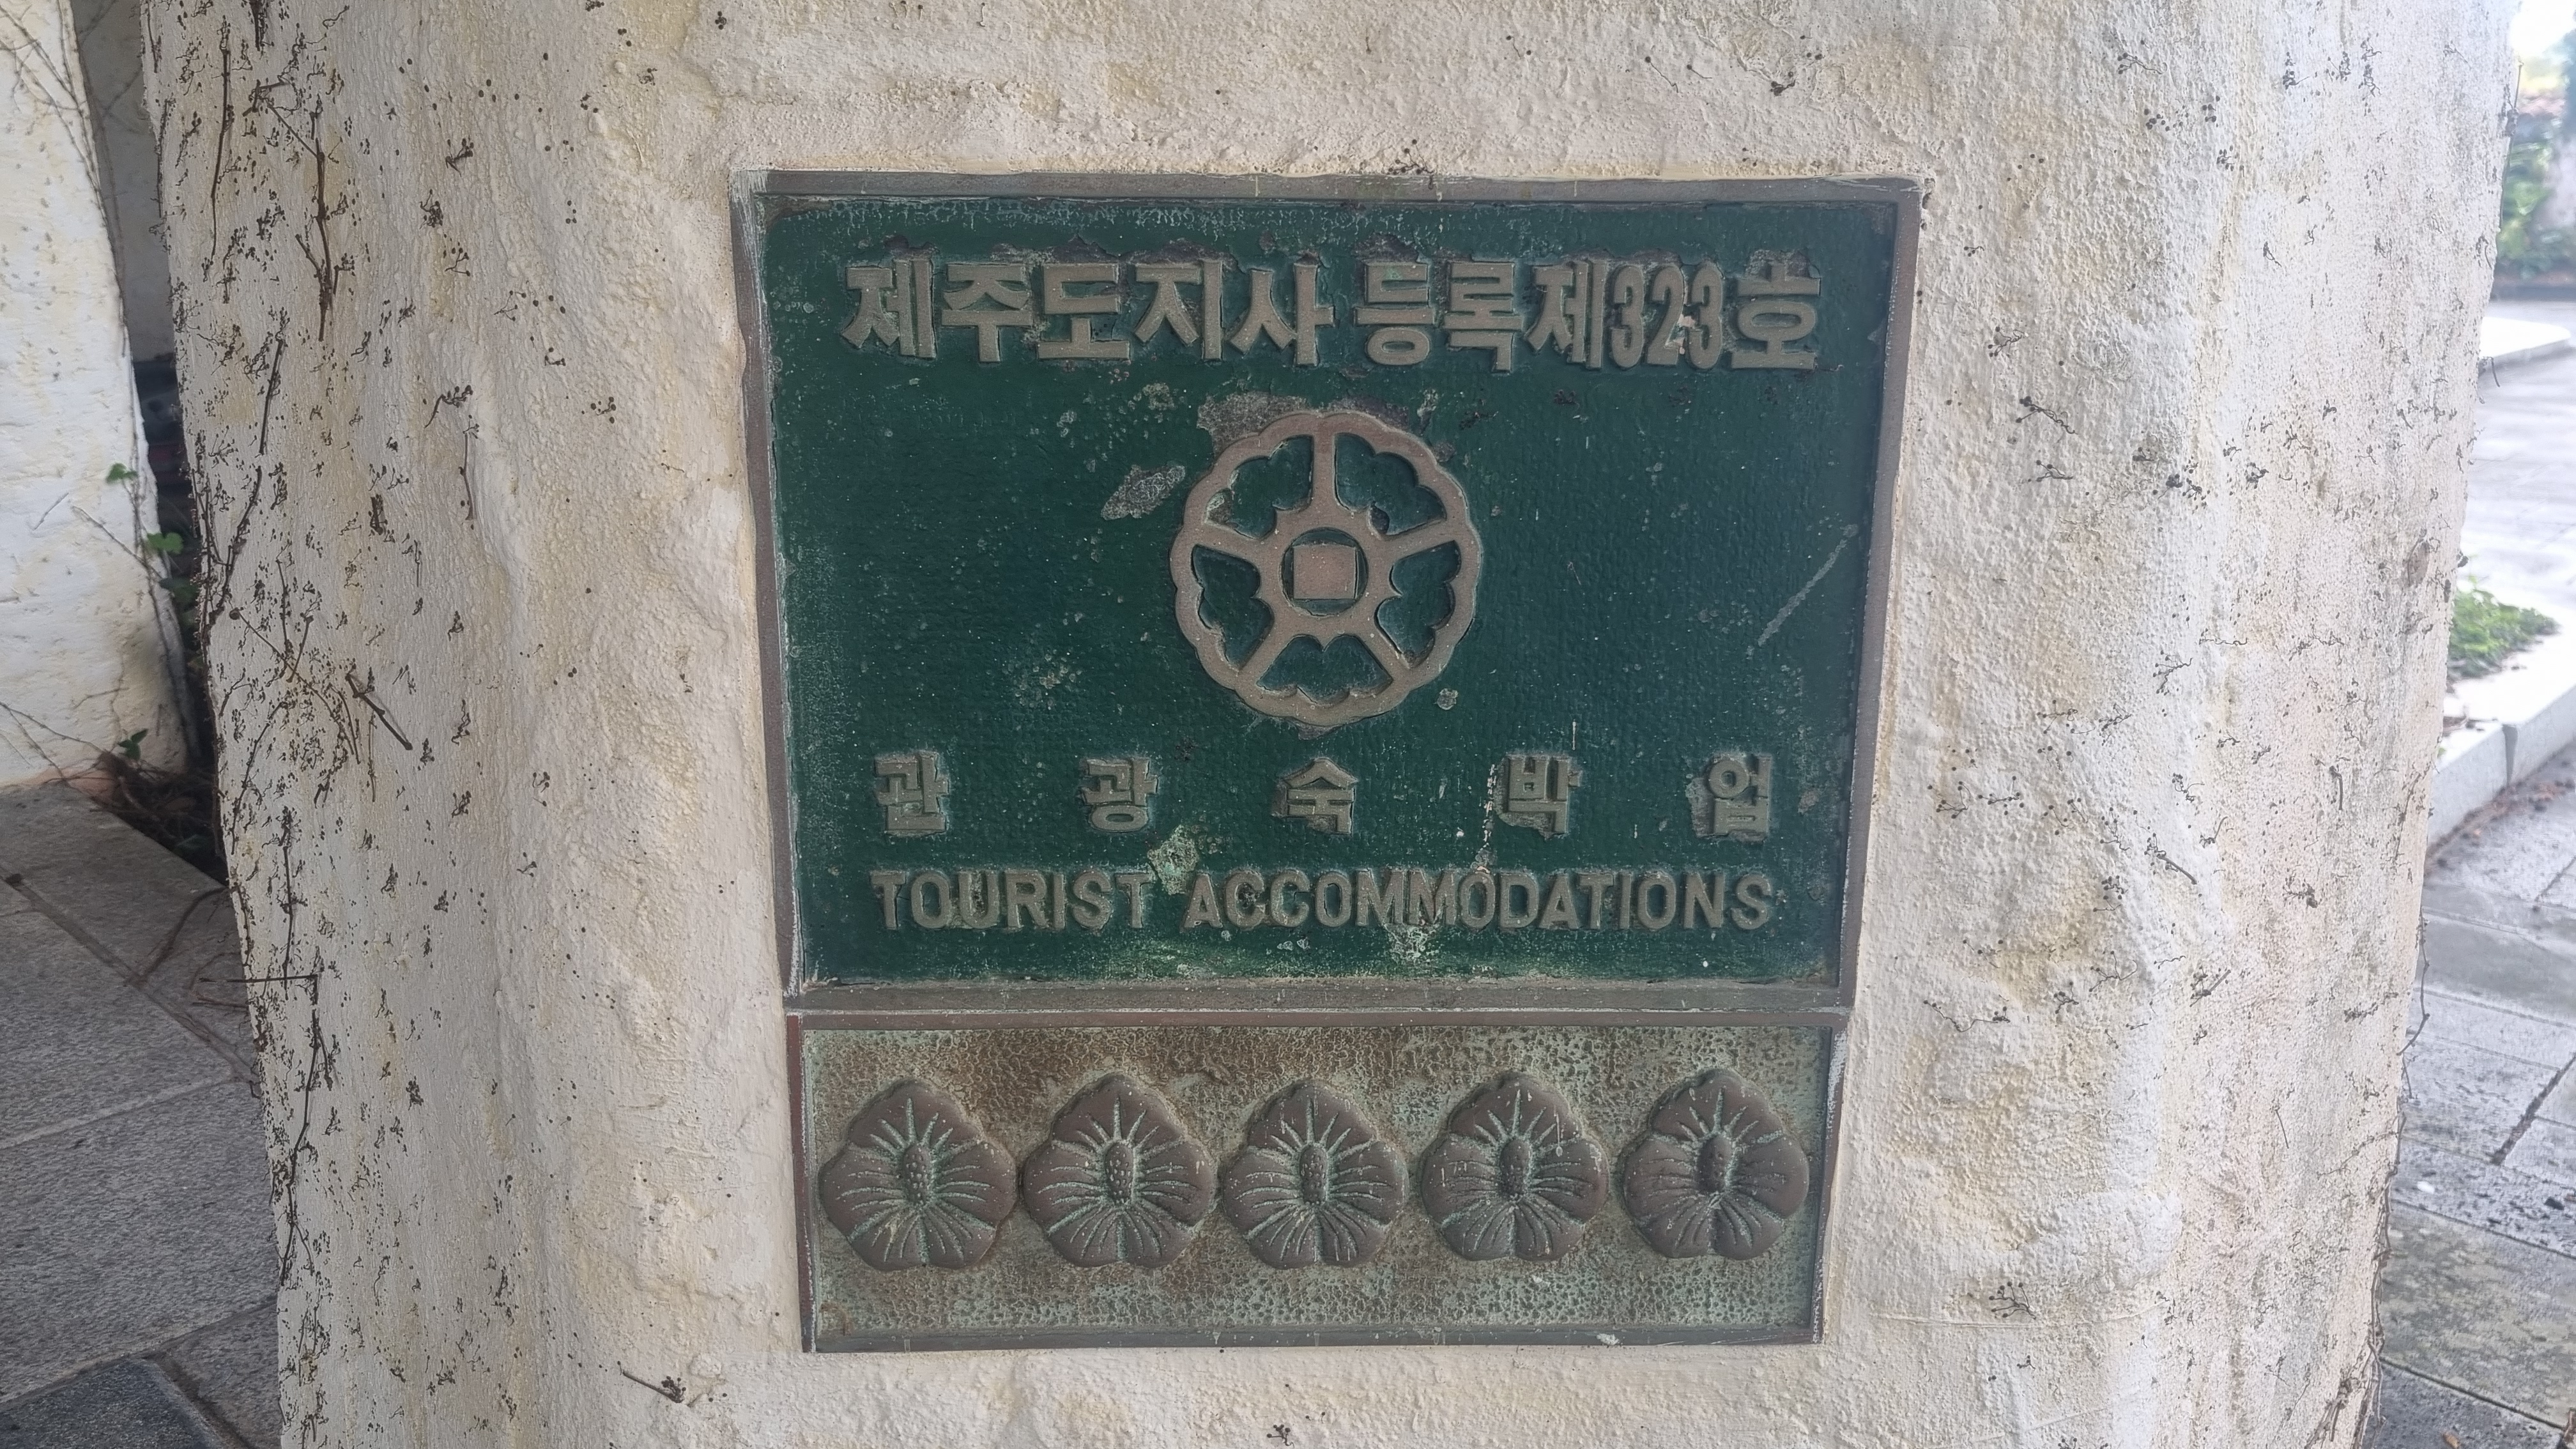 제주도지사 등록제323호
관 광 숙 박 업
TOURIST ACCOMMODATIONS